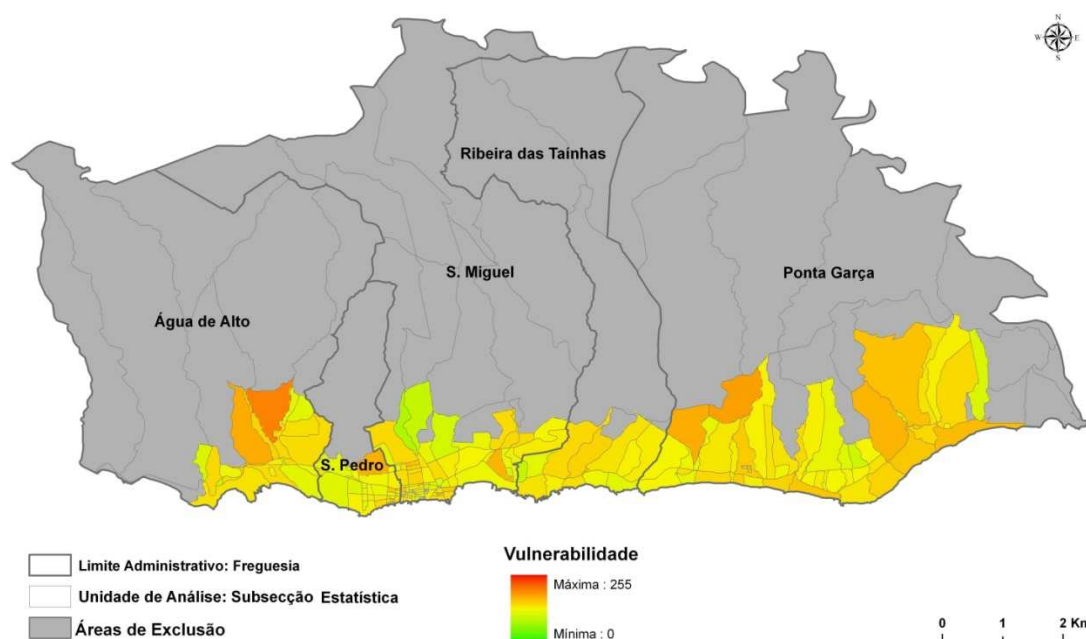 N
W E
S
Ribeira das Taínhas
S. Miguel
Ponta Garça
Água de Alto
S. Pedro
Limite Administrativo: Freguesia
Unidade de Análise: Subsecção Estatística
Áreas de Exclusão
Vulnerabilidade
Máxima : 255
Mínima : 0
0 1 2 Km